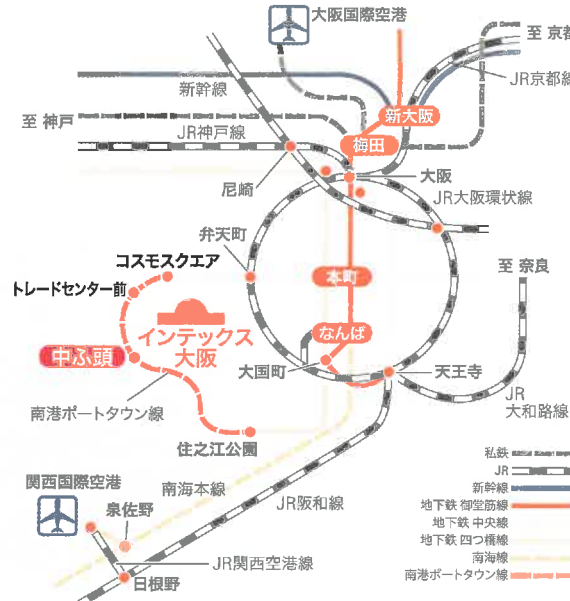 大阪国際空港
至 京都
JR京都線
新幹線
新大阪
至 神戸
JR神戸線
梅田
大阪
尼崎
JR大阪環状線
弁天町
コスモスクエア
至 奈良
トレードセンター前
本町
インテックス
大阪
なんば
中ふ頭
大国町
天王寺
南港ポートタウン線
JR
大和路線
住之江公園
私鉄
JR
新幹線
地下鉄 御堂筋線
地下鉄 中央線
地下鉄 四つ橋線
南海線
南港ポートタウン線
関西国際空港
南海本線
泉佐野
JR阪和線
JR関西空港線
日根野